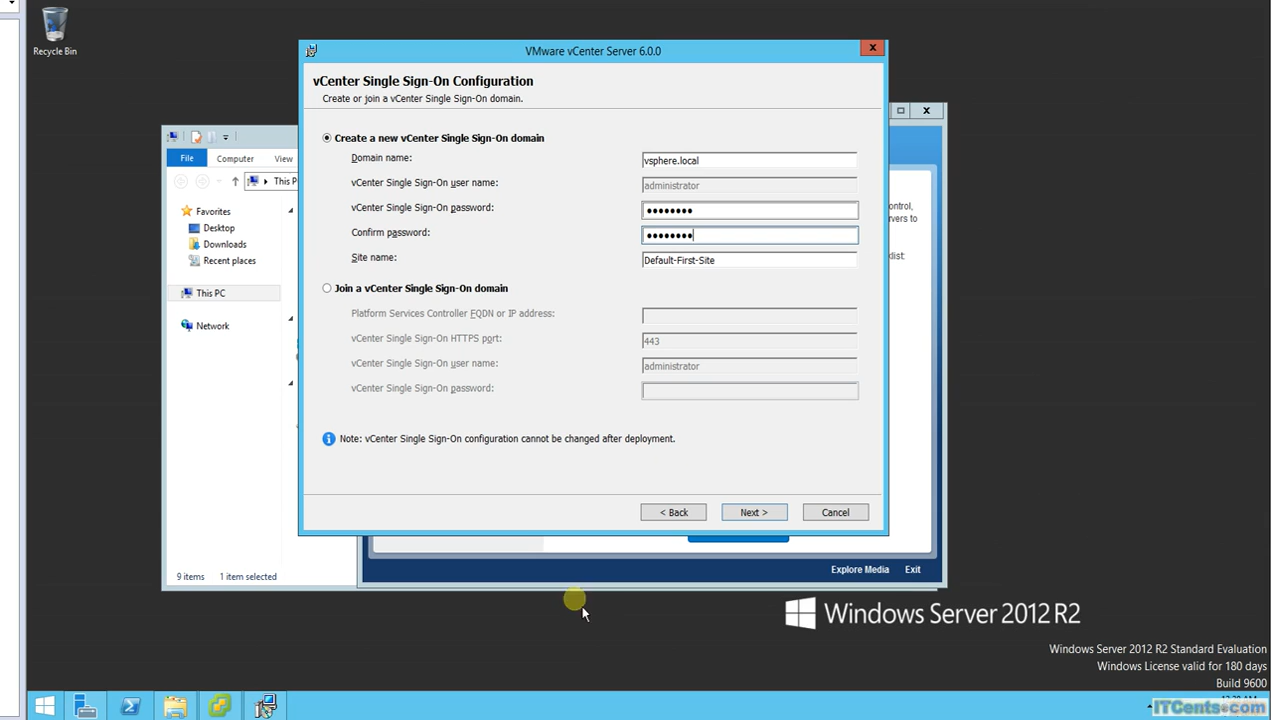 Recycle Bin
VMware vCenter Server 6.0.0
vCenter Single Sign-On Configuration
Create or join a vCenter Single Sign-On domain.
Create a new vCenter Single Sign-On domain
Domain name: vsphere.local
vCenter Single Sign-On user name: administrator
vCenter Single Sign-On password: ••••••••
Confirm password: ••••••••
Site name: Default-First-Site
Join a vCenter Single Sign-On domain
Platform Services Controller FQDN or IP address:
vCenter Single Sign-On HTTPS port: 443
vCenter Single Sign-On user name: administrator
vCenter Single Sign-On password:
Note: vCenter Single Sign-On configuration cannot be changed after deployment.
< Back Next > Cancel
File Computer View
This P
Favorites
Desktop
Downloads
Recent places
This PC
Network
9 items 1 item selected
ontrol,
ervers to
list:
Explore Media Exit
Windows Server 2012 R2
Windows Server 2012 R2 Standard Evaluation
Windows License valid for 180 days
Build 9600
ITCents.com